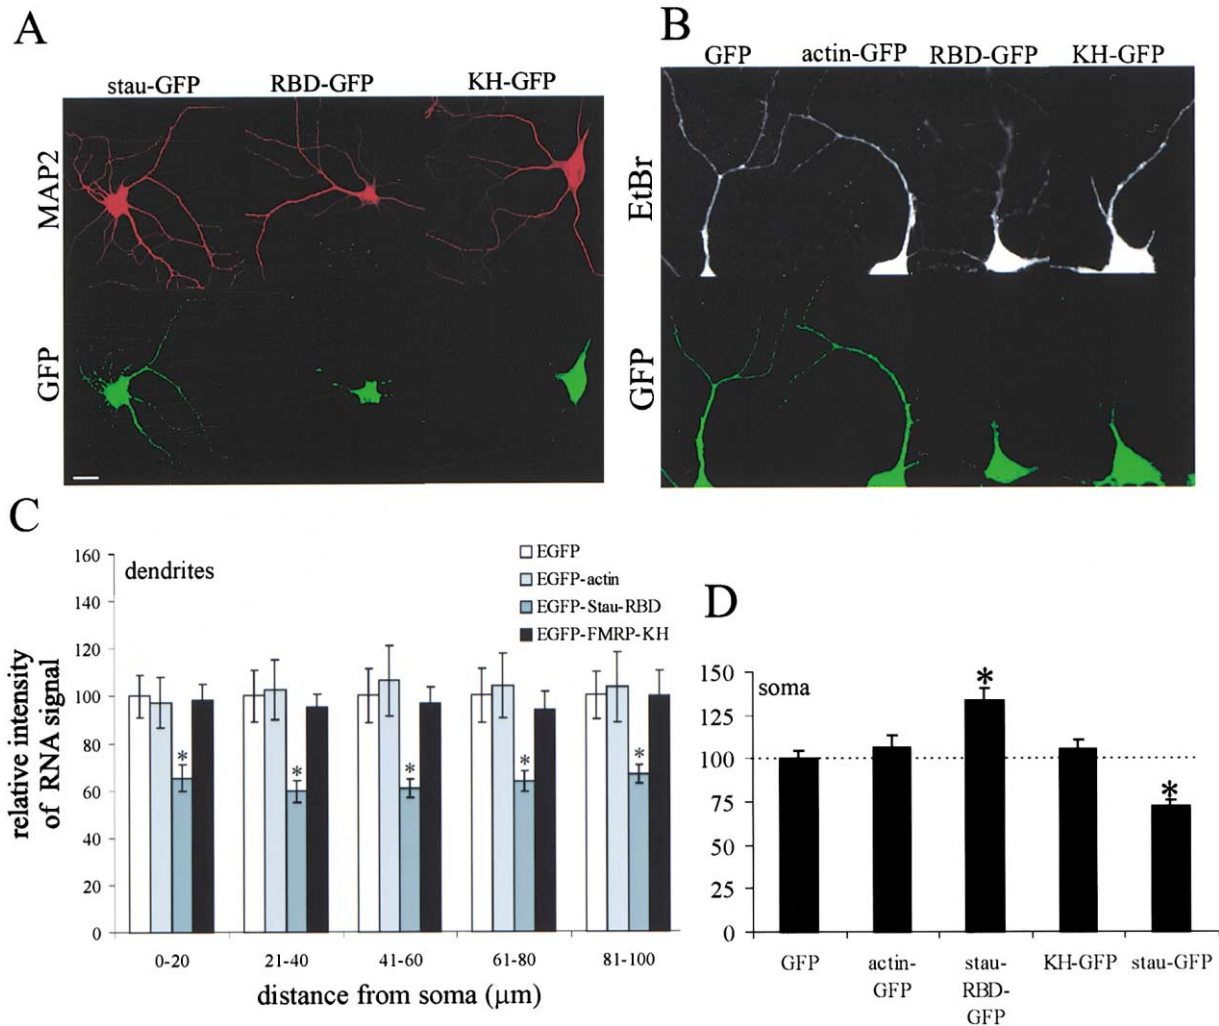 A
stau-GFP RBD-GFP KH-GFP
MAP2
GFP
B
GFP actin-GFP RBD-GFP KH-GFP
EtBr
GFP
C
dendrites
EGFP
EGFP-actin
EGFP-Stau-RBD
EGFP-FMRP-KH
relative intensity
of RNA signal
160
140
120
100
80
60
40
20
0
* * * * *
0-20 21-40 41-60 61-80 81-100
distance from soma (μm)
D
soma
150
125
100
75
50
25
0
* *
GFP
actin-
GFP
stau-
RBD-
GFP
KH-GFP
stau-GFP